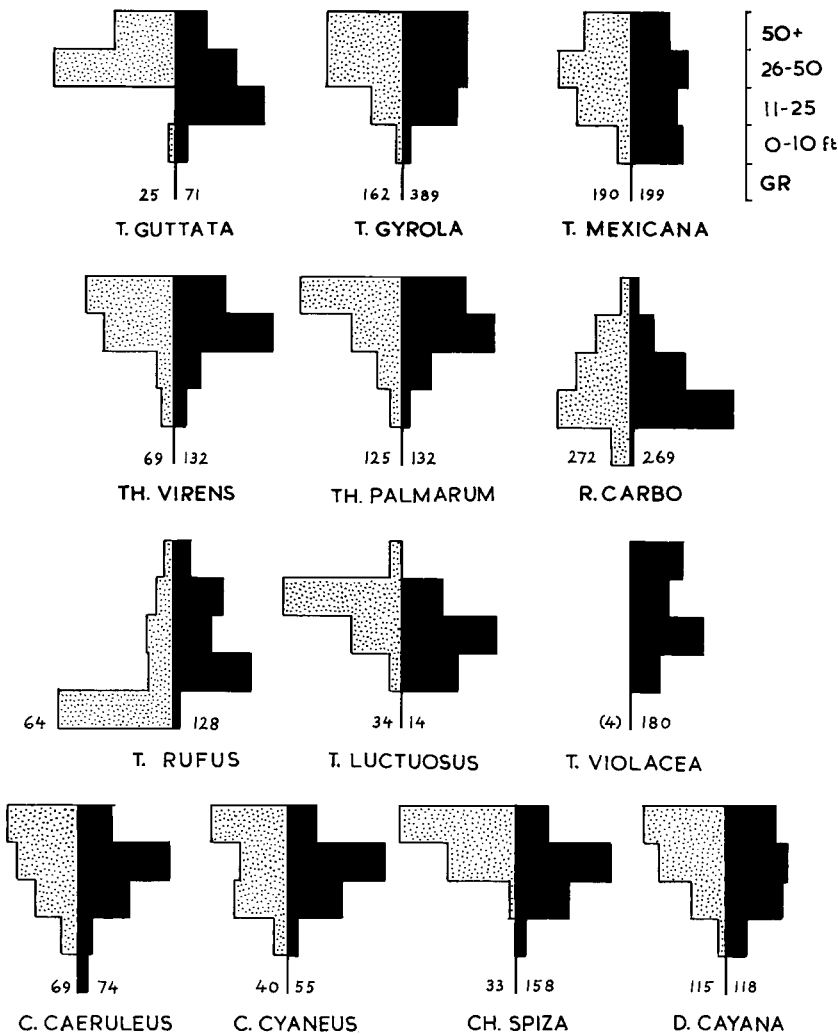 50+
26-50
11-25
0-10 ft
GR
25 71
162 389
190 199
T. GUTTATA
T. GYROLA
T. MEXICANA
69 132
125 132
272 269
TH. VIRENS
TH. PALMARUM
R. CARBO
64 128
34 14
(4) 180
T. RUFUS
T. LUCTUOSUS
T. VIOLACEA
69 74
40 55
33 158
115 118
C. CAERULEUS
C. CYANEUS
CH. SPIZA
D. CAYANA